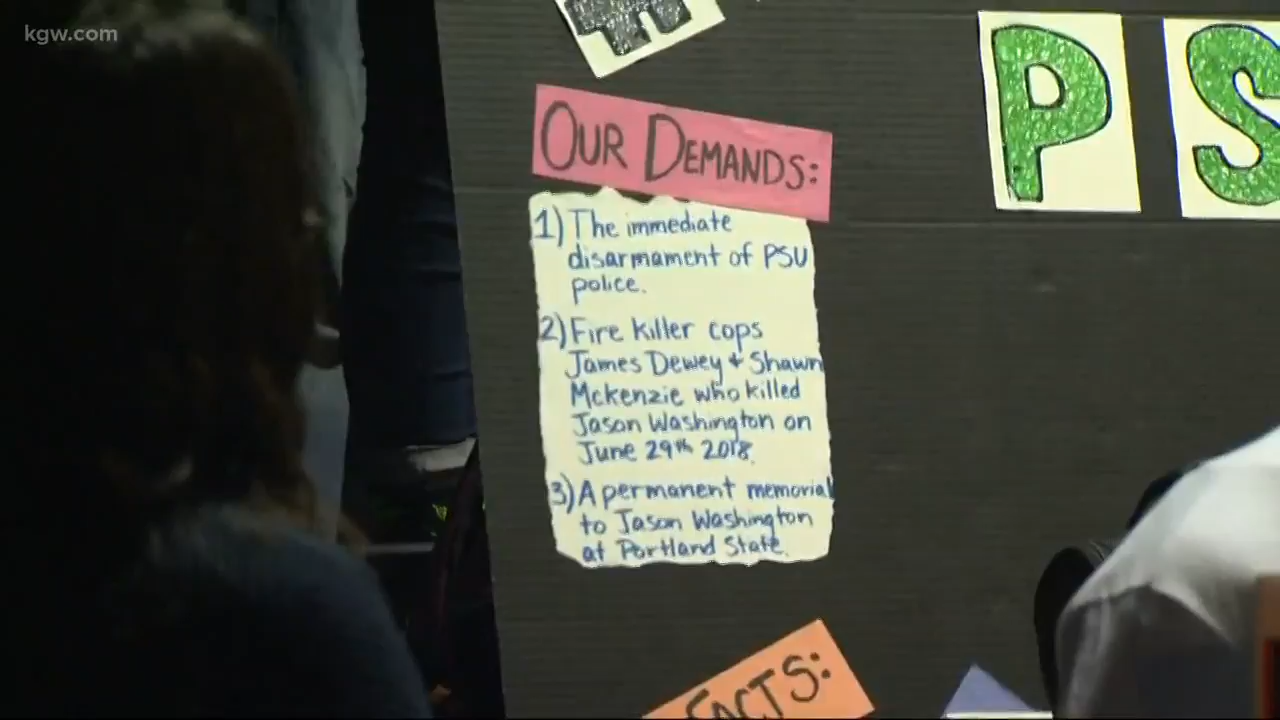 kgw.com
P S
OUR DEMANDS:
1) The immediate
disarmament of PSU
police.
2) Fire killer cops
James Dewey & Shawn
Mckenzie who killed
Jason Washington on
June 29th 2018.
3) A permanent memorial
to Jason Washington
at Portland State.
FACTS: